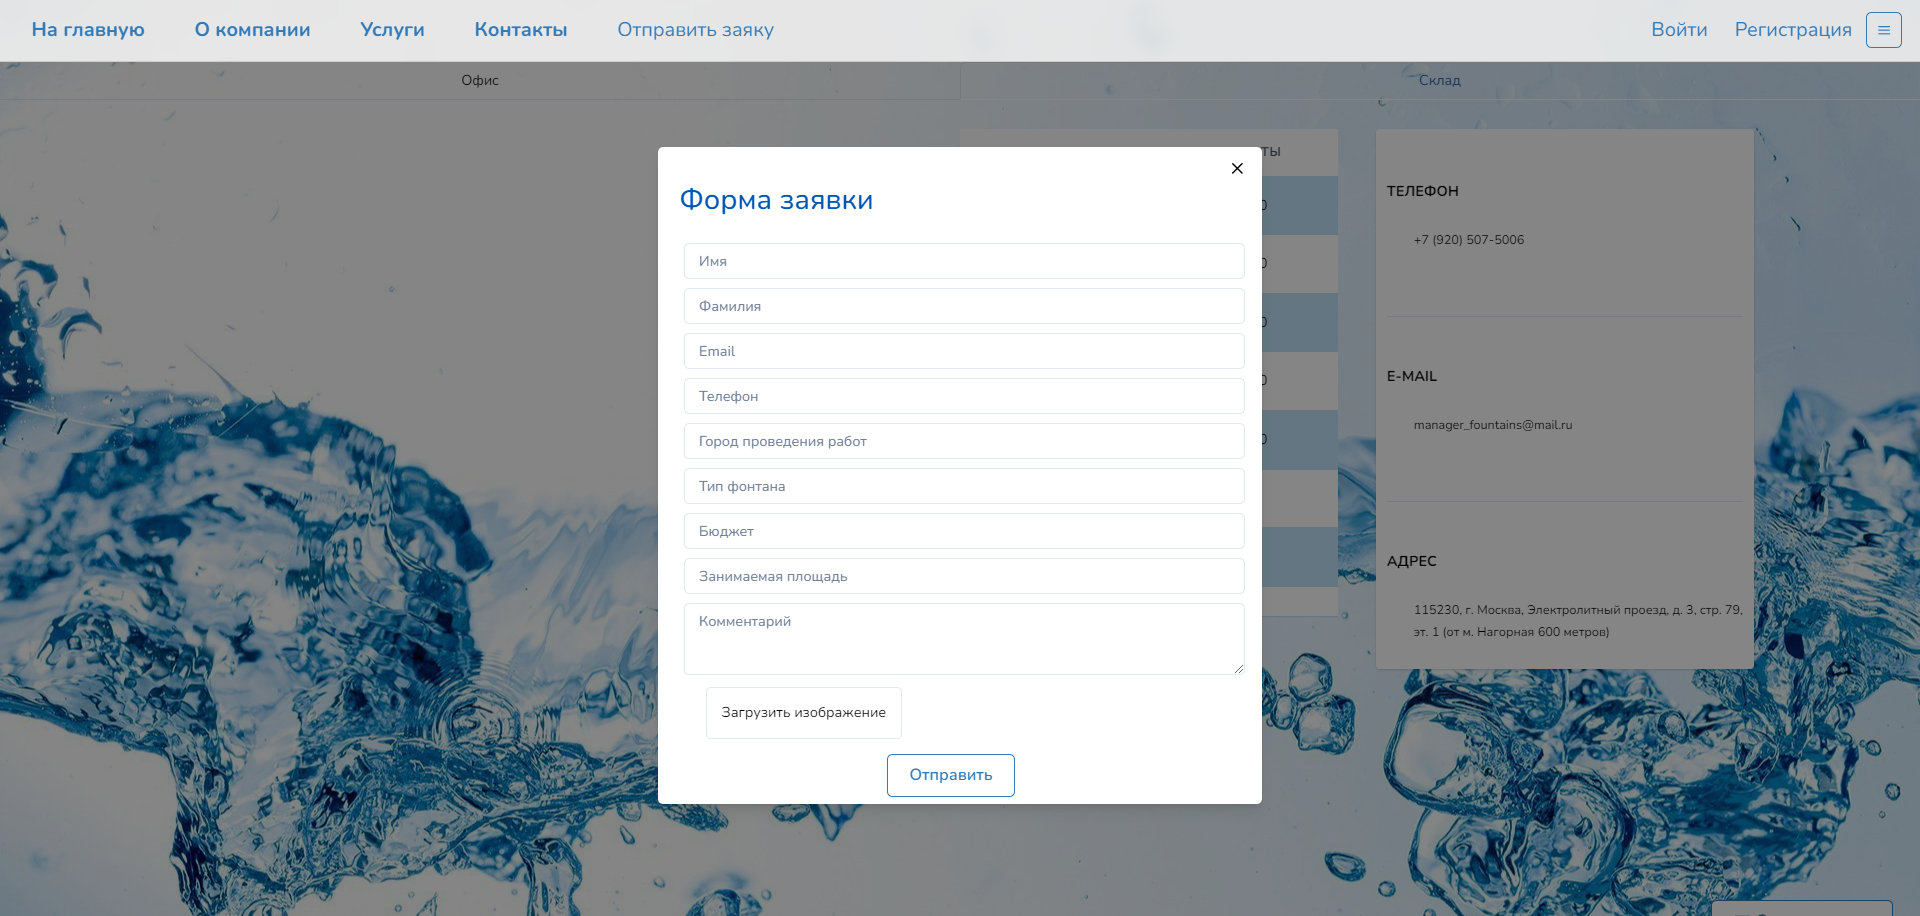 На главную
О компании
Услуги
Контакты
Отправить заяку
Войти
Регистрация
Офис
Склад
Форма заявки
Имя
Фамилия
Email
Телефон
Город проведения работ
Тип фонтана
Бюджет
Занимаемая площадь
Комментарий
Загрузить изображение
Отправить
ТЕЛЕФОН
+7 (920) 507-5006
E-MAIL
manager_fountains@mail.ru
АДРЕС
115230, г. Москва, Электролитный проезд, д. 3, стр. 79,
эт. 1 (от м. Нагорная 600 метров)